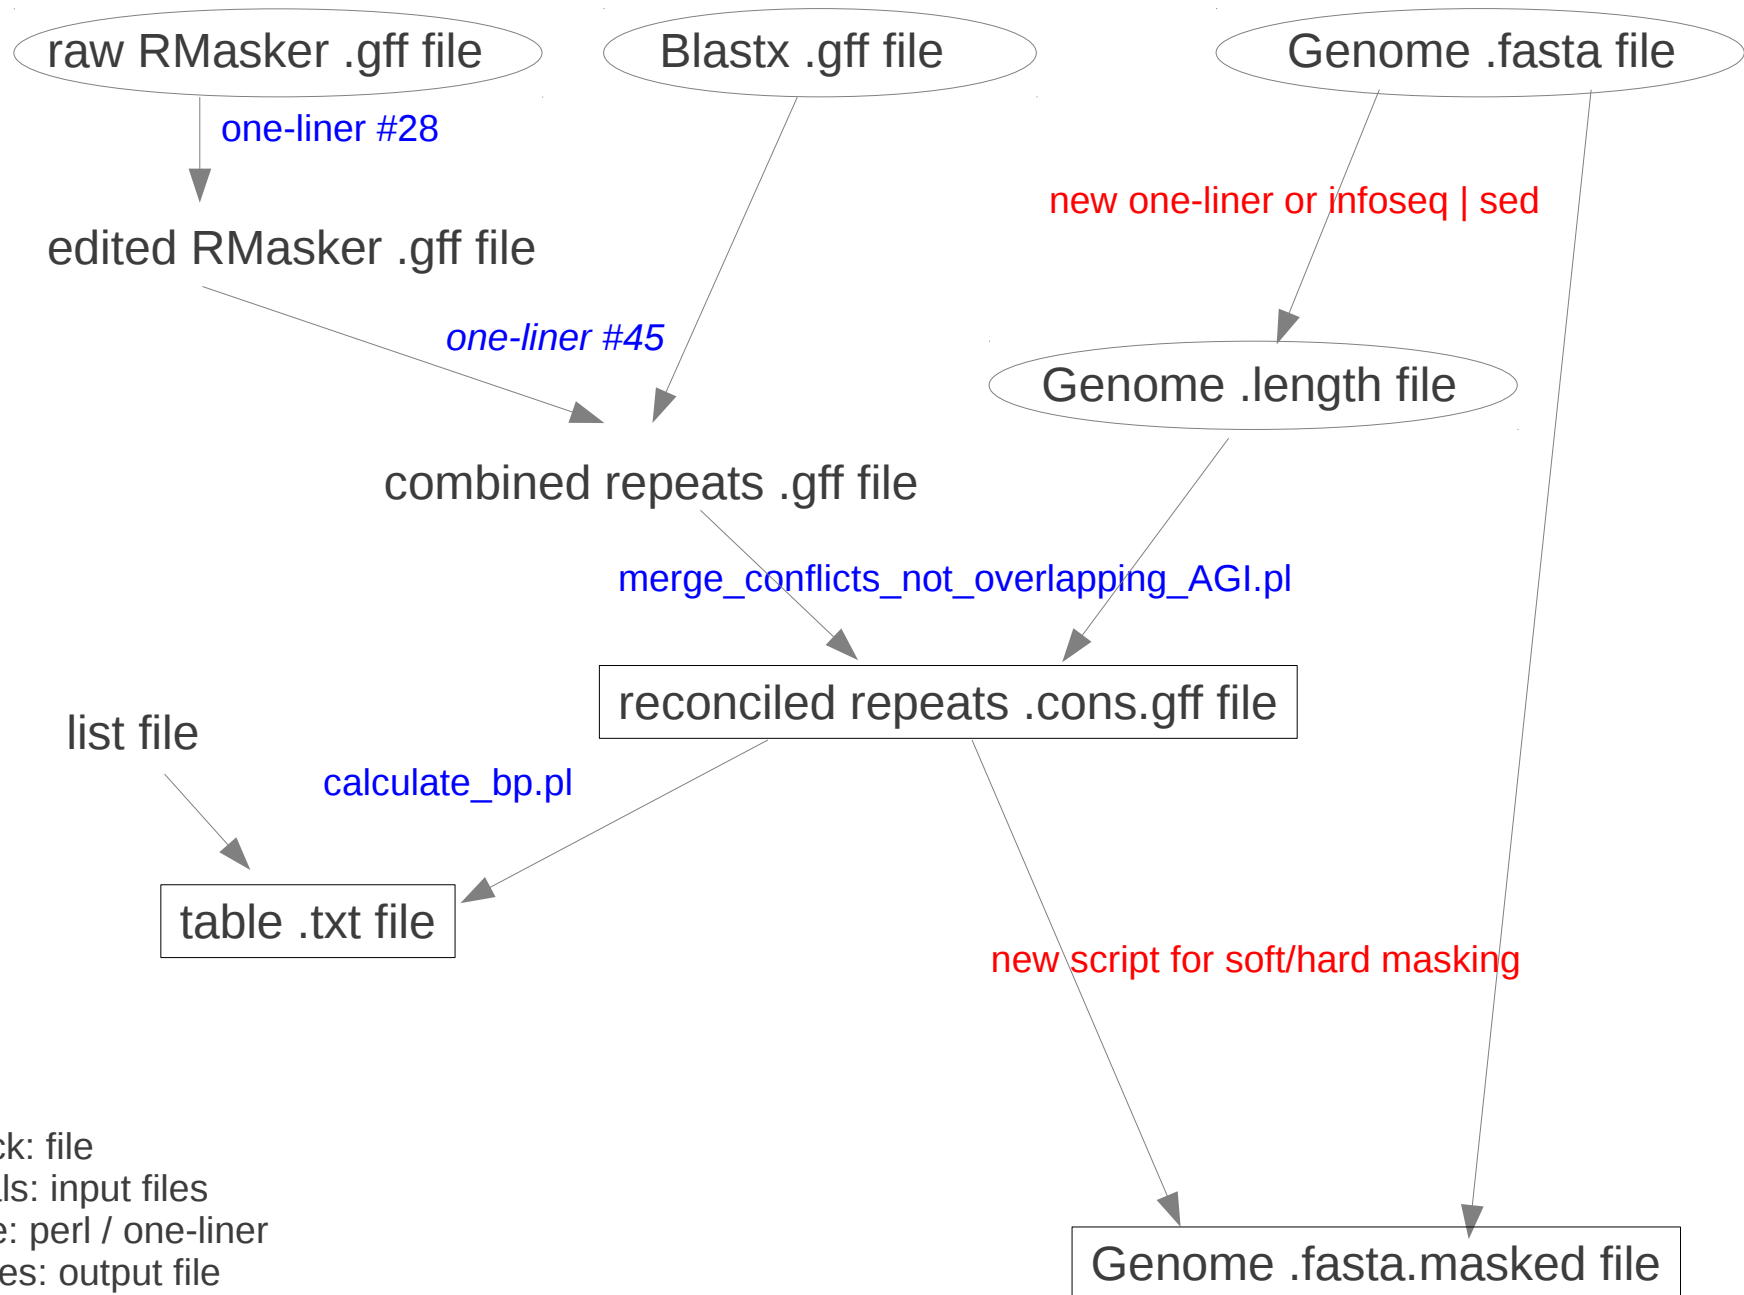 raw RMasker .gff file
Blastx .gff file
Genome .fasta file
one-liner #28
new one-liner or infoseq | sed
edited RMasker .gff file
one-liner #45
Genome .length file
combined repeats .gff file
merge_conflicts_not_overlapping_AGI.pl
reconciled repeats .cons.gff file
list file
calculate_bp.pl
table .txt file
new script for soft/hard masking
ck: file
ls: input files
e: perl / one-liner
es: output file
Genome .fasta.masked file